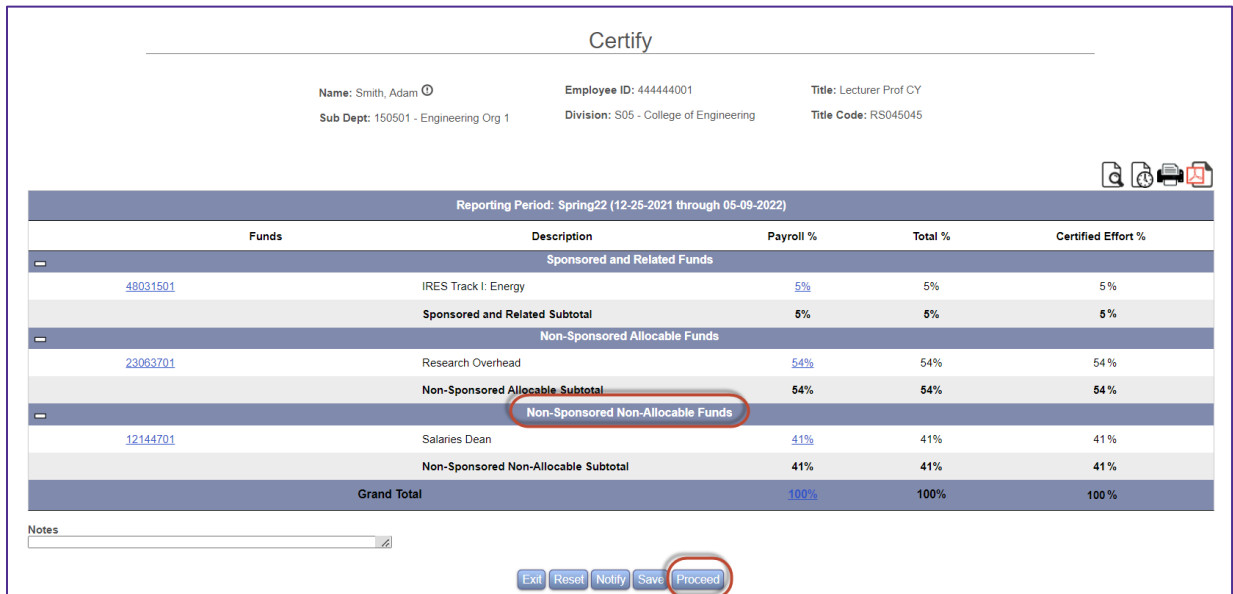 Certify
Name: Smith, Adam Employee ID: 444444001 Title: Lecturer Prof CY
Sub Dept: 150501 - Engineering Org 1 Division: S05 - College of Engineering Title Code: RS045045
Reporting Period: Spring22 (12-25-2021 through 05-09-2022)
Funds Description Payroll % Total % Certified Effort %
Sponsored and Related Funds
48031501 IRES Track I: Energy 5% 5% 5%
Sponsored and Related Subtotal 5% 5% 5%
Non-Sponsored Allocable Funds
23063701 Research Overhead 54% 54% 54%
Non-Sponsored Allocable Subtotal 54% 54% 54%
Non-Sponsored Non-Allocable Funds
12144701 Salaries Dean 41% 41% 41%
Non-Sponsored Non-Allocable Subtotal 41% 41% 41%
Grand Total 100% 100% 100%
Notes
Exit Reset Notify Save Proceed